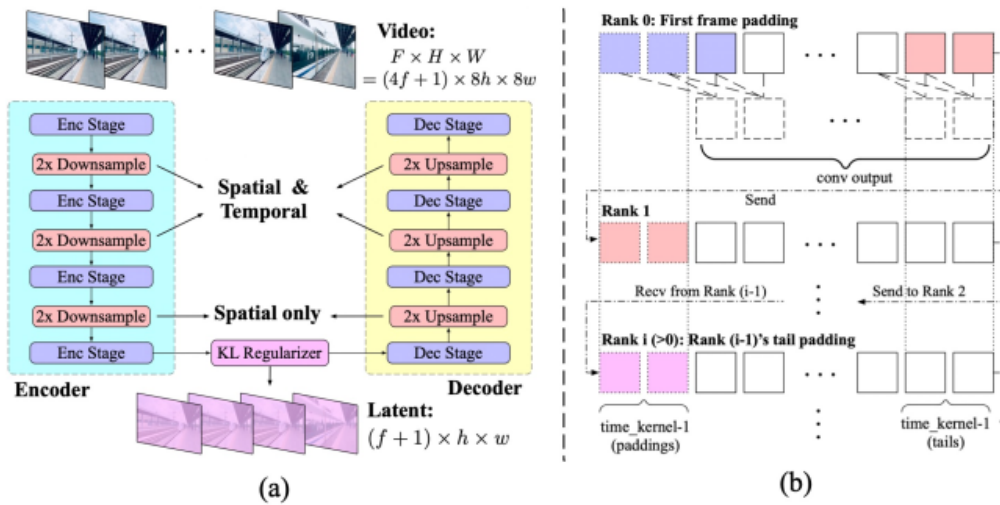 Video:
F × H × W
= (4f + 1) × 8h × 8w
Enc Stage
2x Downsample
Enc Stage
2x Downsample
Enc Stage
2x Downsample
Enc Stage
Encoder
Spatial &
Temporal
Spatial only
KL Regularizer
Dec Stage
2x Upsample
Dec Stage
2x Upsample
Dec Stage
2x Upsample
Dec Stage
Decoder
Latent:
(f + 1) × h × w
(a)
Rank 0: First frame padding
conv output
Send
Rank 1
Recv from Rank (i-1)
Send to Rank 2
Rank i (>0): Rank (i-1)'s tail padding
time_kernel-1
(paddings)
time_kernel-1
(tails)
(b)